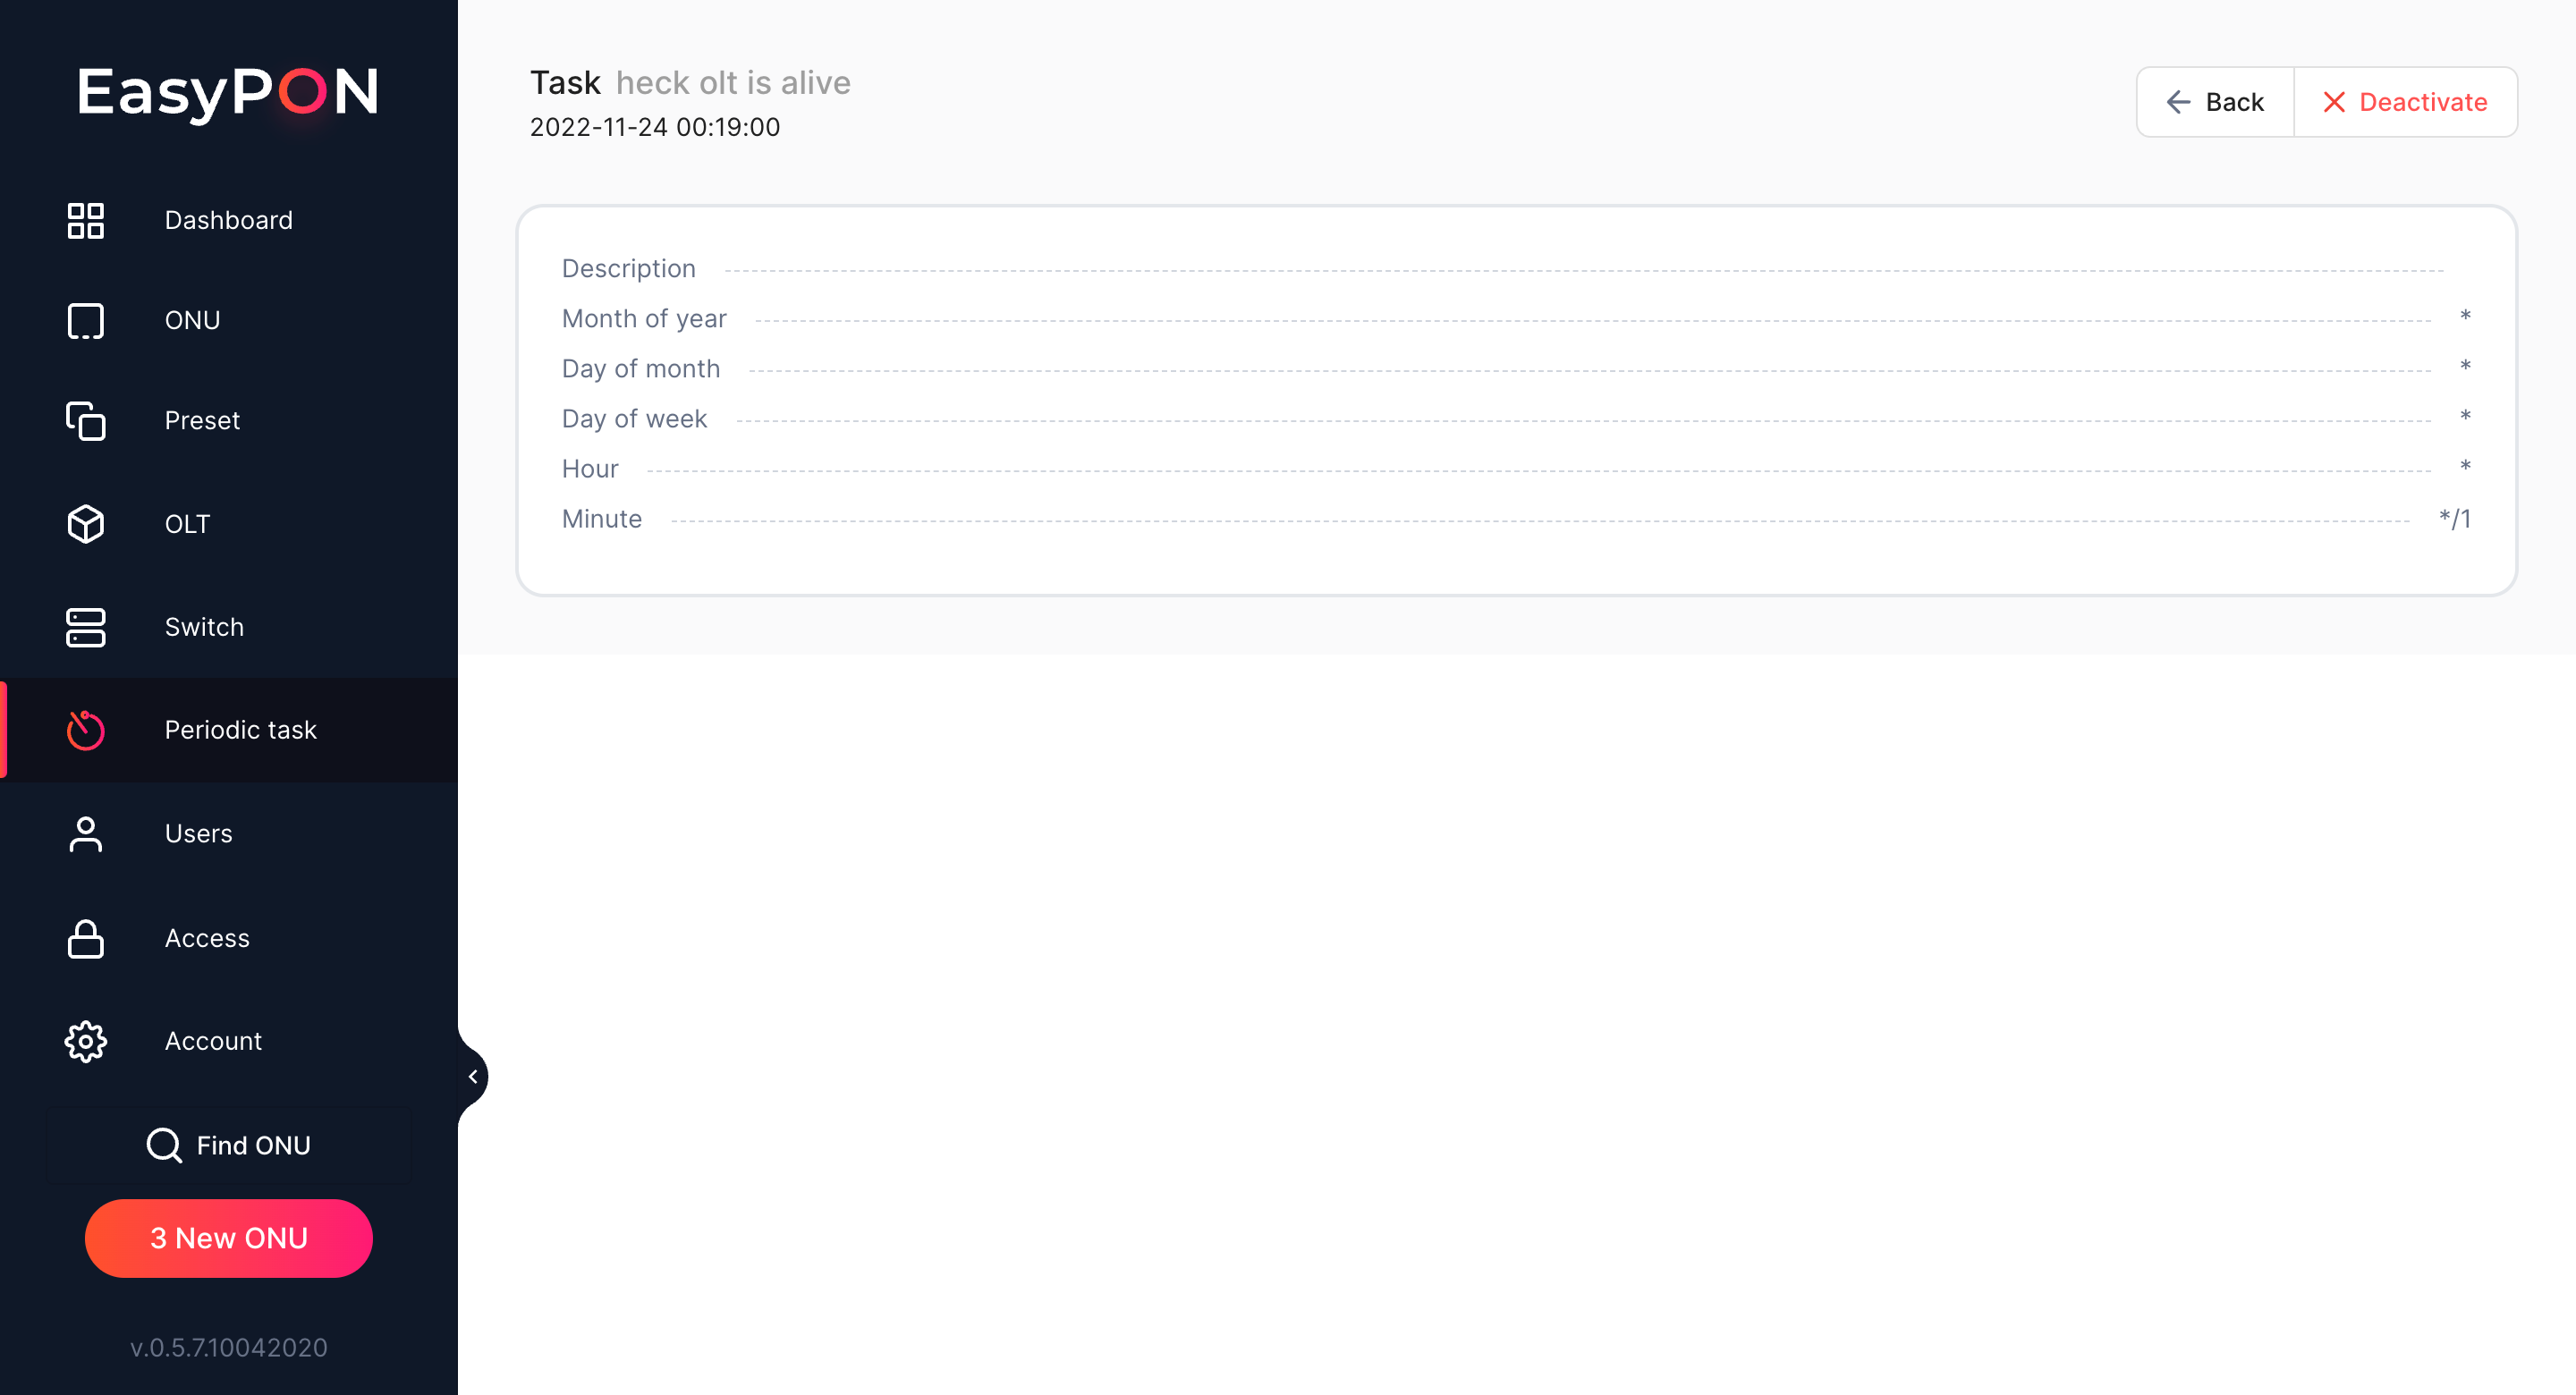 EasyPON
Dashboard
ONU
Preset
OLT
Switch
Periodic task
Users
Access
Account
Find ONU
3 New ONU
v.0.5.7.10042020
Task heck olt is alive
2022-11-24 00:19:00
Back
Deactivate
Description
Month of year *
Day of month *
Day of week *
Hour *
Minute */1